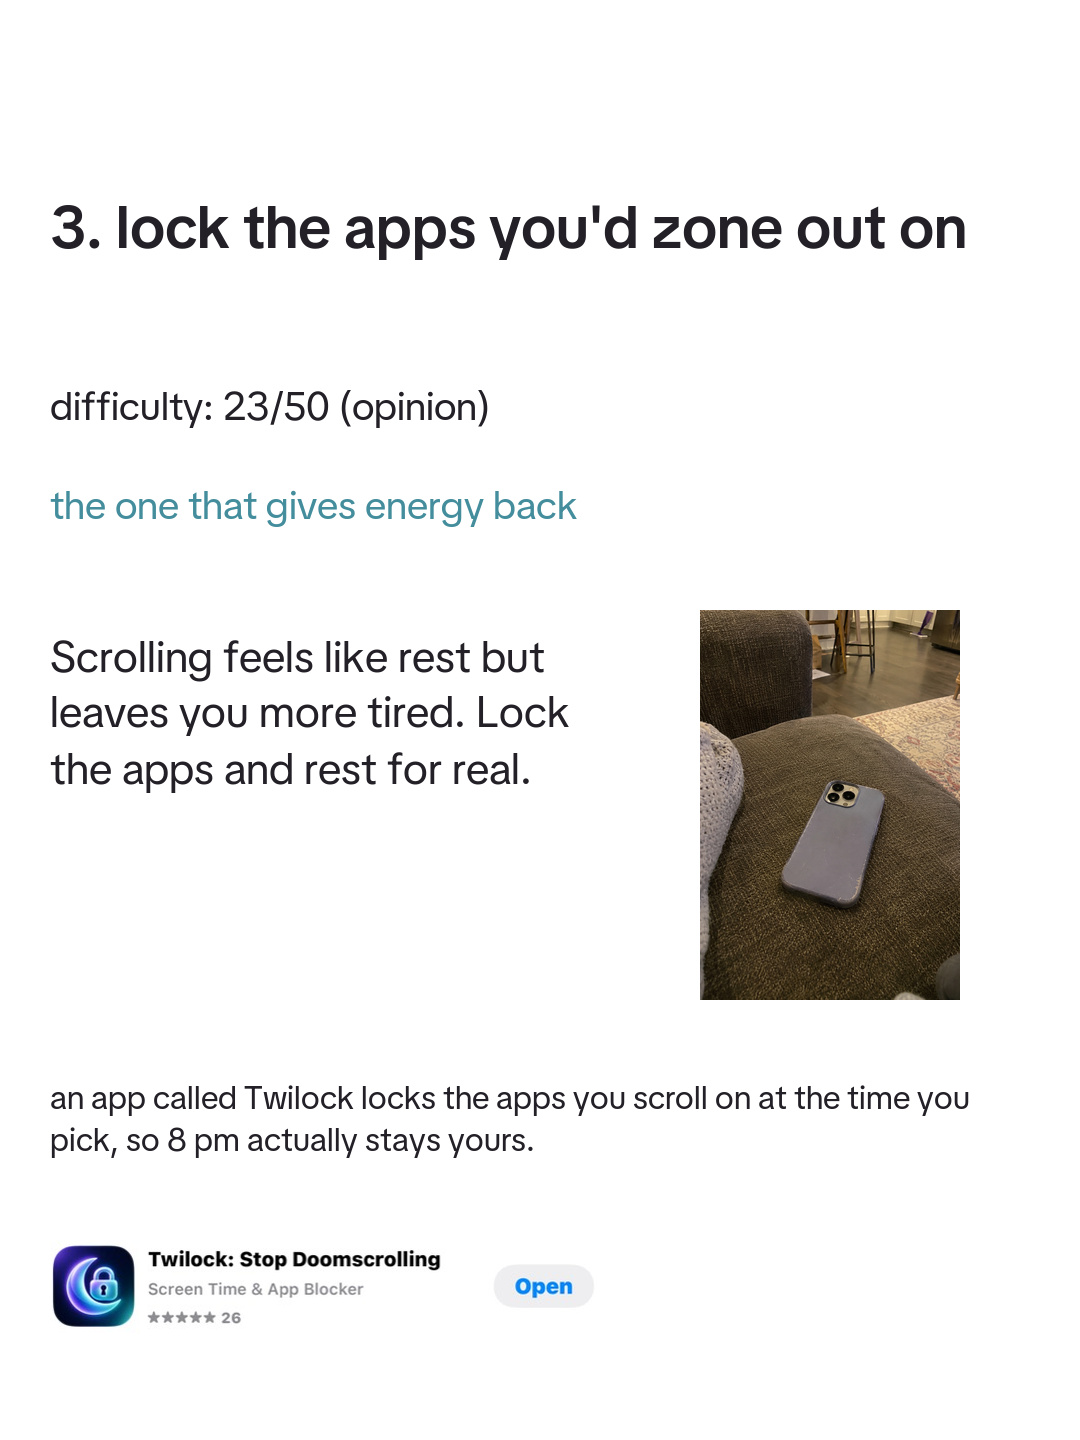 3. lock the apps you'd zone out on
difficulty: 23/50 (opinion)
the one that gives energy back
Scrolling feels like rest but
leaves you more tired. Lock
the apps and rest for real.
an app called Twilock locks the apps you scroll on at the time you
pick, so 8 pm actually stays yours.
Twilock: Stop Doomscrolling
Screen Time & App Blocker
★★★★★ 26
Open